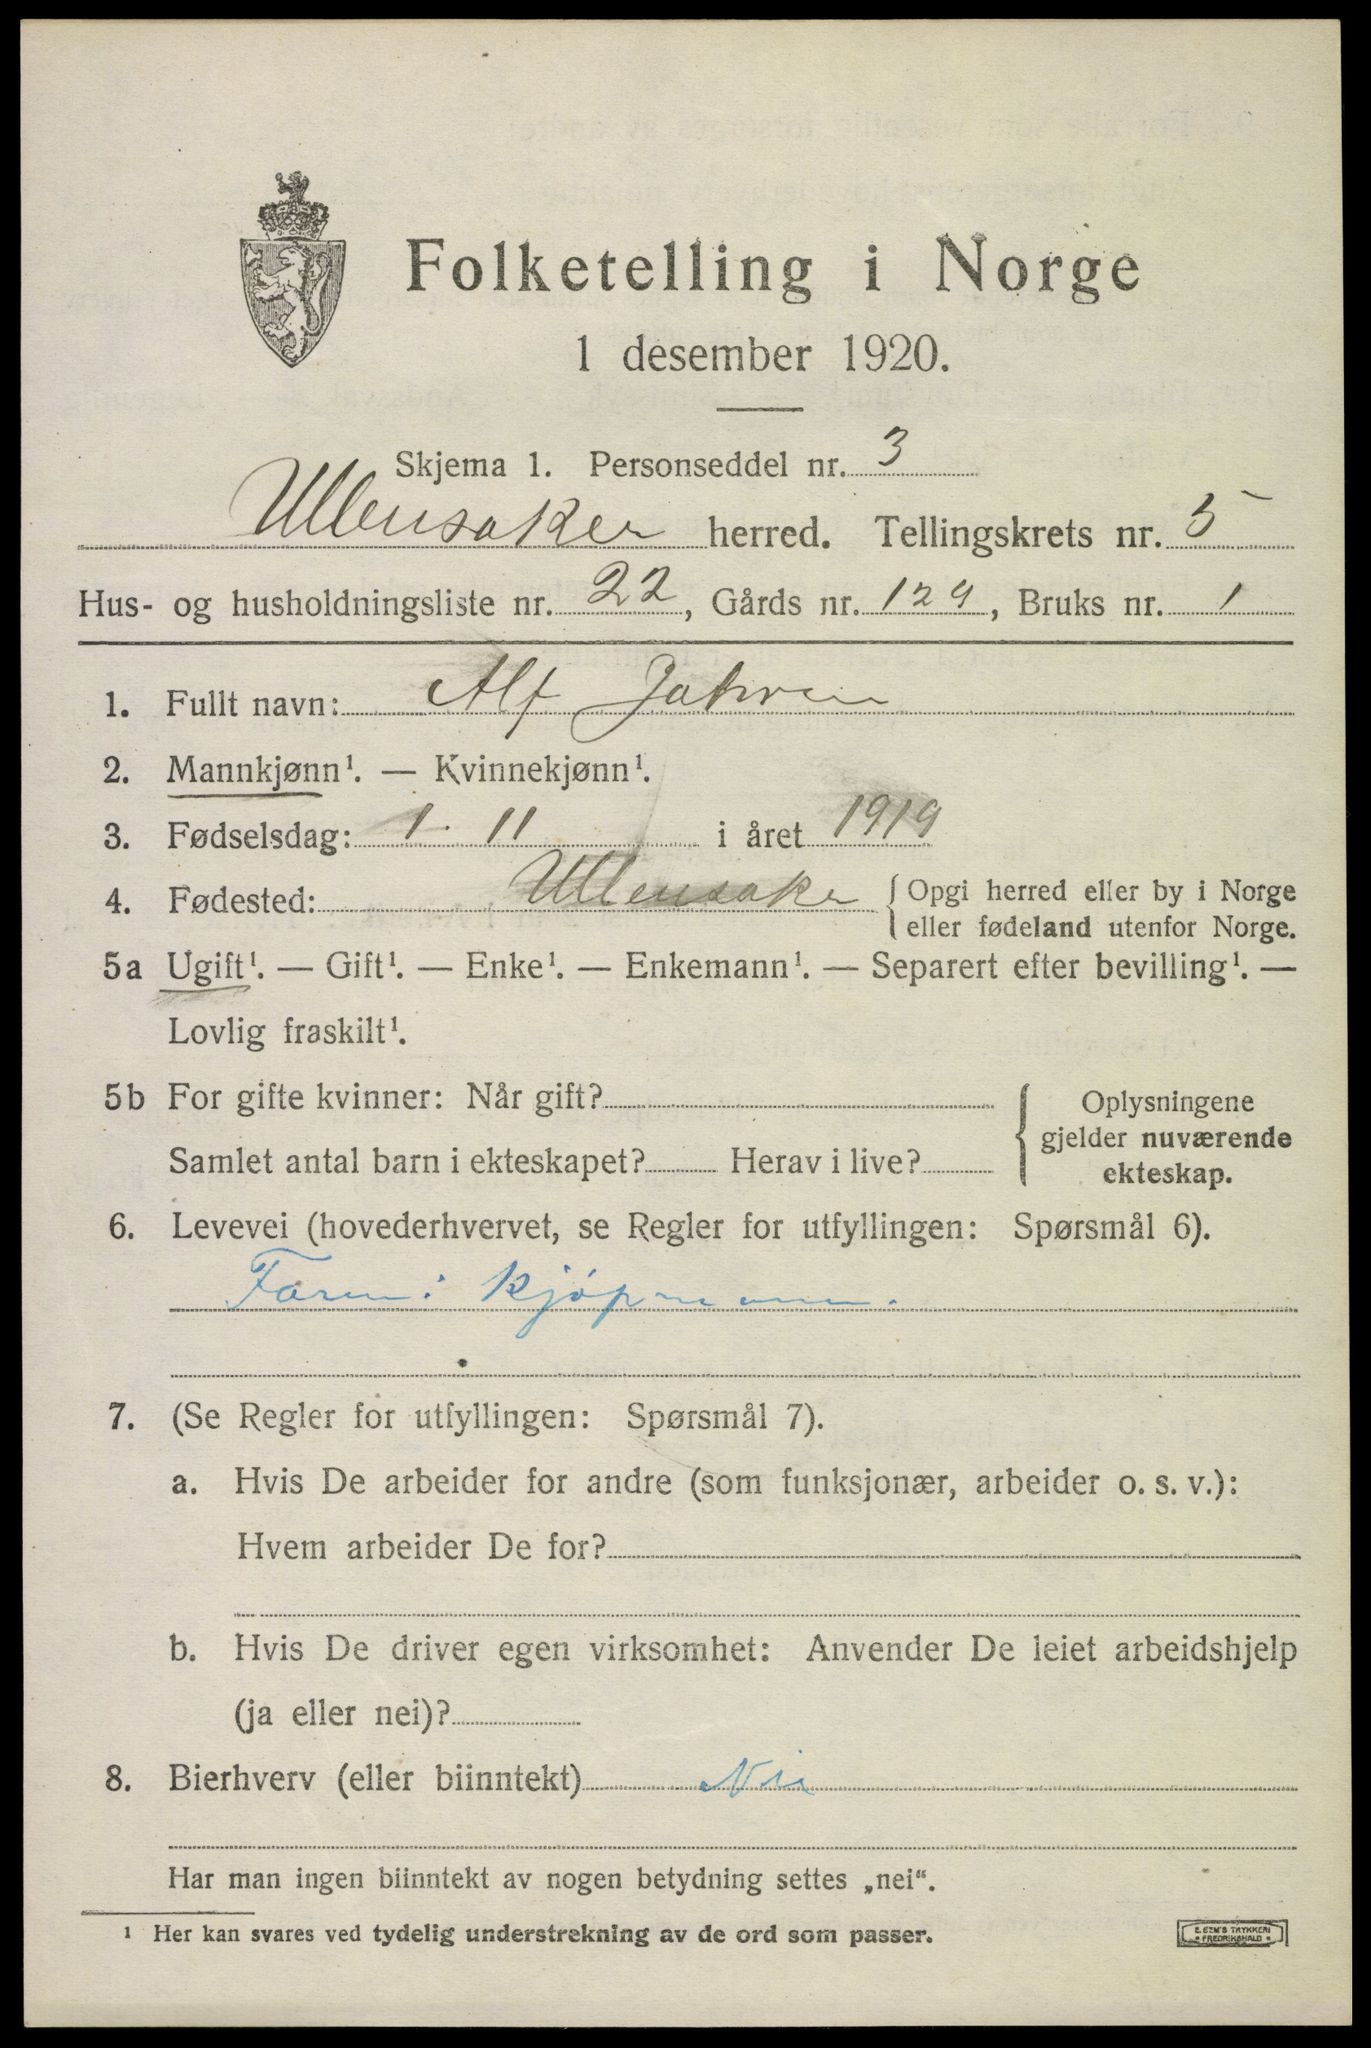 Folketelling i Norge
1 desember 1920.
Skjema 1. Personseddel nr. 3
Ullensaker herred. Tellingskrets nr. 5
Hus- og husholdningsliste nr. 22, Gårds nr. 129, Bruks nr. 1
1. Fullt navn: Alf
2. Mannkjønn¹. — Kvinnekjønn¹.
3. Fødselsdag: 1. 11 i året 1919
4. Fødested: Ullensaker { Opgi herred eller by i Norge
eller fødeland utenfor Norge.
5a Ugift¹. — Gift¹. — Enke¹. — Enkemann¹. — Separert efter bevilling¹. —
Lovlig fraskilt¹.
5b For gifte kvinner: Når gift?
Samlet antal barn i ekteskapet? Herav i live?
{ Oplysningene
gjelder nuværende
ekteskap.
6. Levevei (hovederhvervet, se Regler for utfyllingen: Spørsmål 6).
Faren: kjøpmann.
7. (Se Regler for utfyllingen: Spørsmål 7).
a. Hvis De arbeider for andre (som funksjonær, arbeider o. s. v.):
Hvem arbeider De for?
b. Hvis De driver egen virksomhet: Anvender De leiet arbeidshjelp
(ja eller nei)?
8. Bierhverv (eller biinntekt) Nei
Har man ingen biinntekt av nogen betydning settes „nei“.
¹ Her kan svares ved tydelig understrekning av de ord som passer.
E. SEM'S TRYKKERI
FREDRIKSHALD